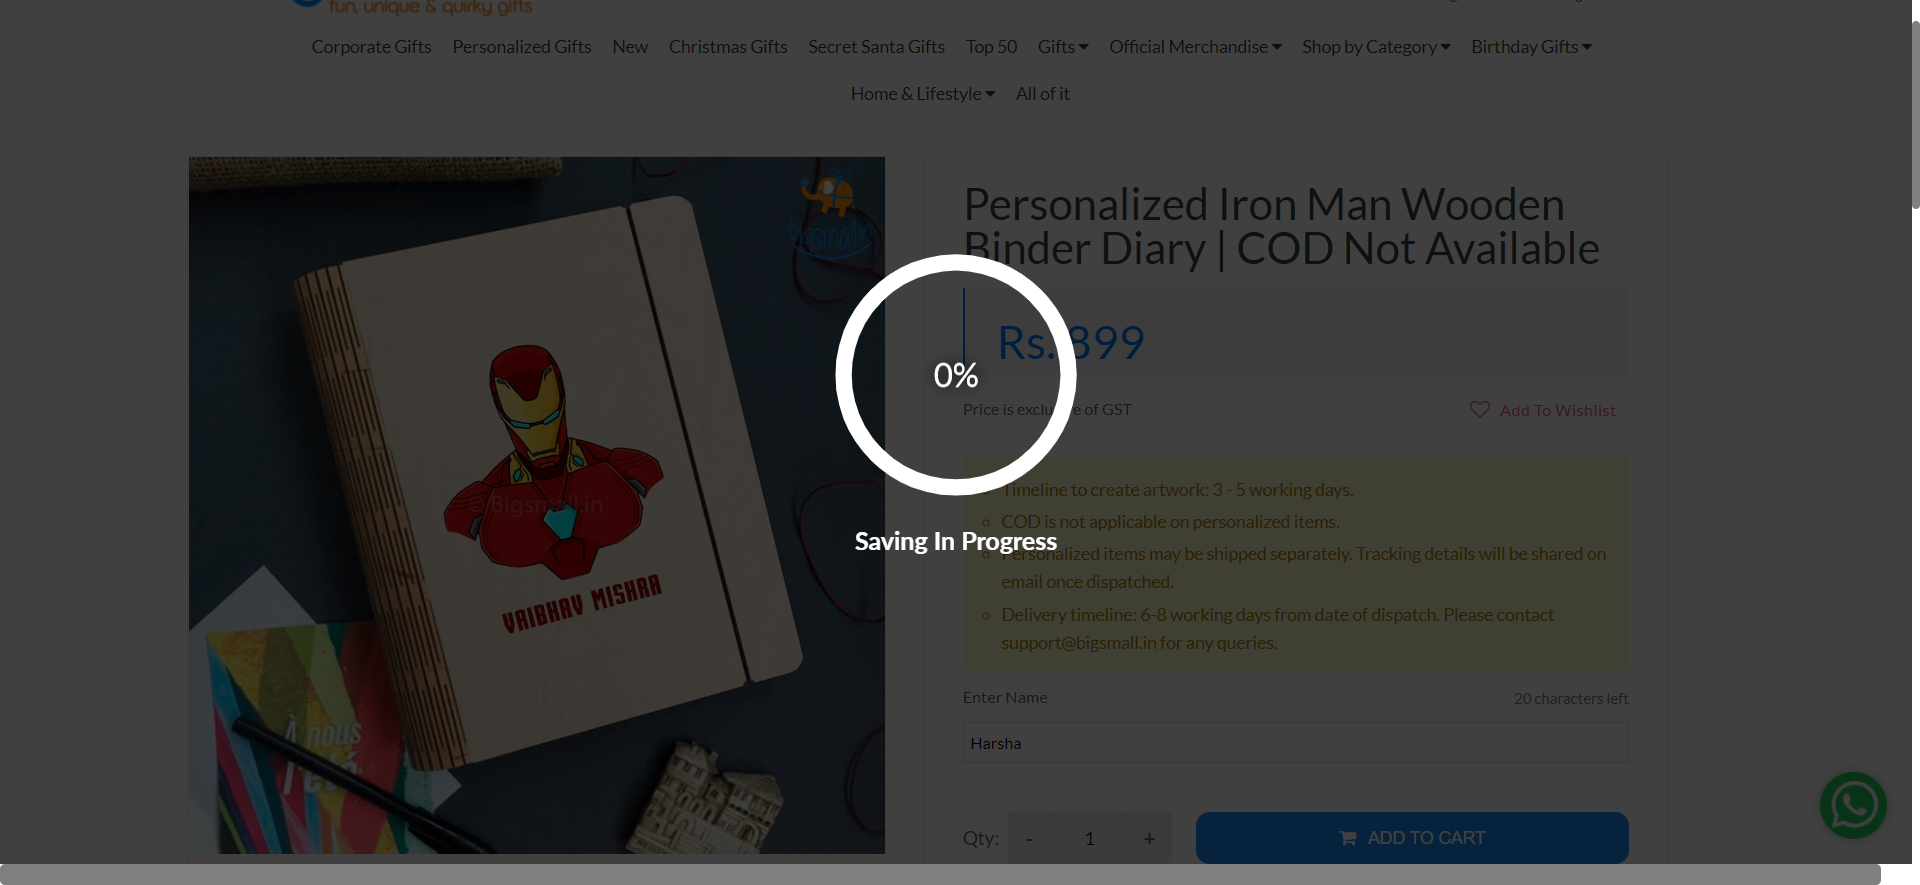 fun, unique & quirky gifts
Corporate Gifts Personalized Gifts New Christmas Gifts Secret Santa Gifts Top 50 Gifts Official Merchandise Shop by Category Birthday Gifts
Home & Lifestyle All of it
bigsmall.in
© Bigsmall.in
VAIBHAV MISHRA
À nous
l'été
Personalized Iron Man Wooden
Binder Diary | COD Not Available
Rs. 899
0%
Price is exclusive of GST
Add To Wishlist
Saving In Progress
Timeline to create artwork: 3 - 5 working days.
COD is not applicable on personalized items.
Personalized items may be shipped separately. Tracking details will be shared on
email once dispatched.
Delivery timeline: 6-8 working days from date of dispatch. Please contact
support@bigsmall.in for any queries.
Enter Name 20 characters left
Harsha
Qty: - 1 + ADD TO CART